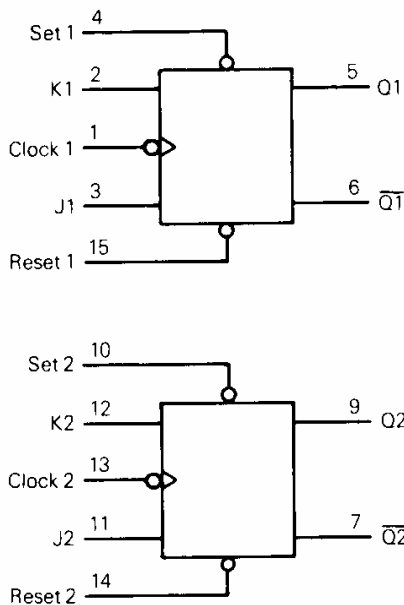 4
Set 1
2
5
K1
Q1
1
Clock 1
3
6
J1
Q1
15
Reset 1
10
Set 2
12
9
K2
Q2
13
Clock 2
11
7
J2
Q2
14
Reset 2